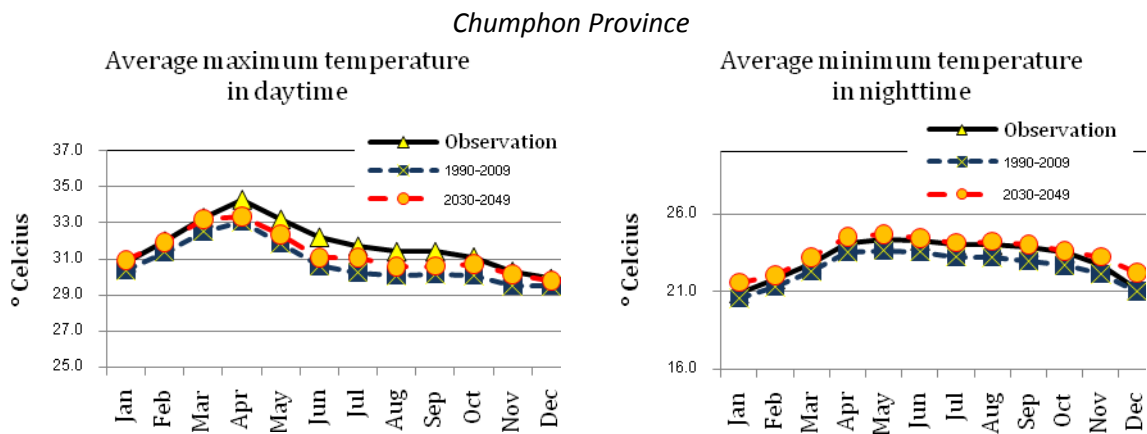 Chumphon Province
Average maximum temperature
in daytime
Observation
1990-2009
2030-2049
° Celcius
37.0
35.0
33.0
31.0
29.0
27.0
25.0
Jan
Feb
Mar
Apr
May
Jun
Jul
Aug
Sep
Oct
Nov
Dec
Average minimum temperature
in nighttime
Observation
1990-2009
2030-2049
° Celcius
26.0
21.0
16.0
Jan
Feb
Mar
Apr
May
Jun
Jul
Aug
Sep
Oct
Nov
Dec